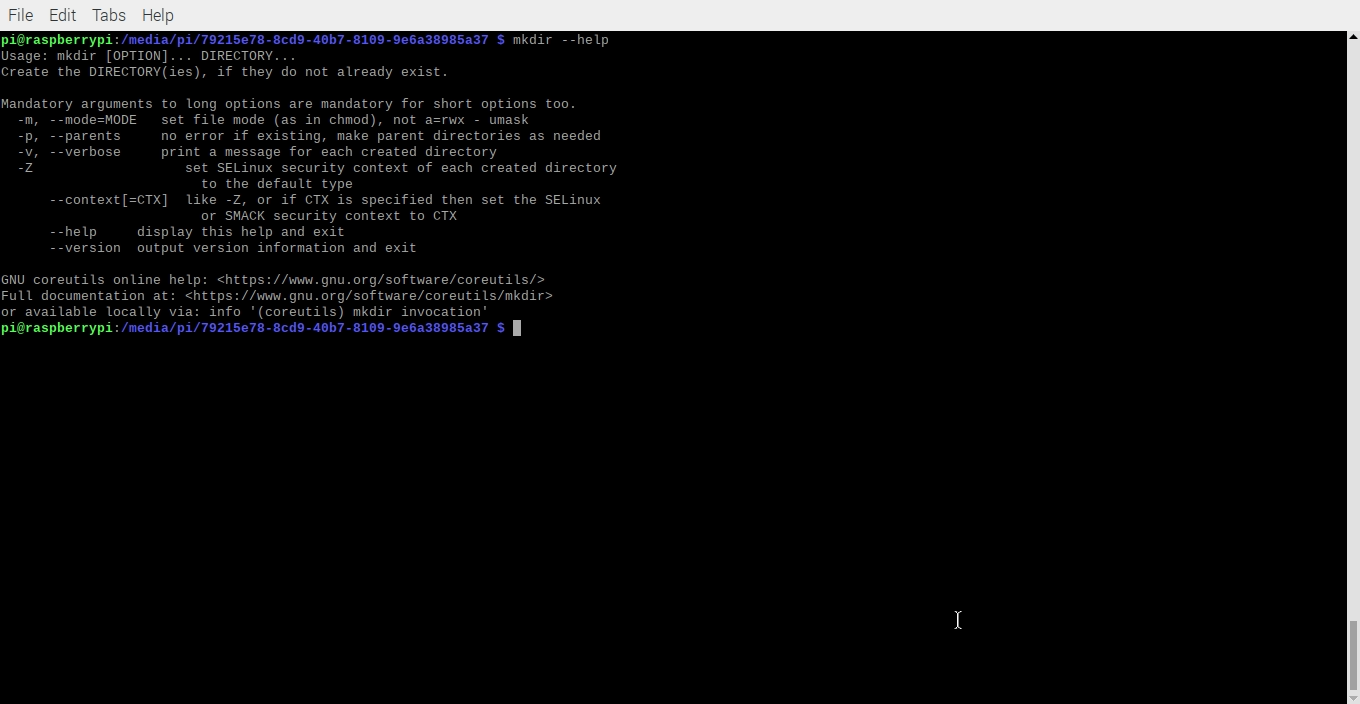 File Edit Tabs Help
pi@raspberrypi:/media/pi/79215e78-8cd9-40b7-8109-9e6a38985a37 $ mkdir --help
Usage: mkdir [OPTION]... DIRECTORY...
Create the DIRECTORY(ies), if they do not already exist.

Mandatory arguments to long options are mandatory for short options too.
  -m, --mode=MODE   set file mode (as in chmod), not a=rwx - umask
  -p, --parents     no error if existing, make parent directories as needed
  -v, --verbose     print a message for each created directory
  -Z                   set SELinux security context of each created directory
                         to the default type
      --context[=CTX]  like -Z, or if CTX is specified then set the SELinux
                         or SMACK security context to CTX
      --help     display this help and exit
      --version  output version information and exit

GNU coreutils online help: <https://www.gnu.org/software/coreutils/>
Full documentation at: <https://www.gnu.org/software/coreutils/mkdir>
or available locally via: info '(coreutils) mkdir invocation'
pi@raspberrypi:/media/pi/79215e78-8cd9-40b7-8109-9e6a38985a37 $